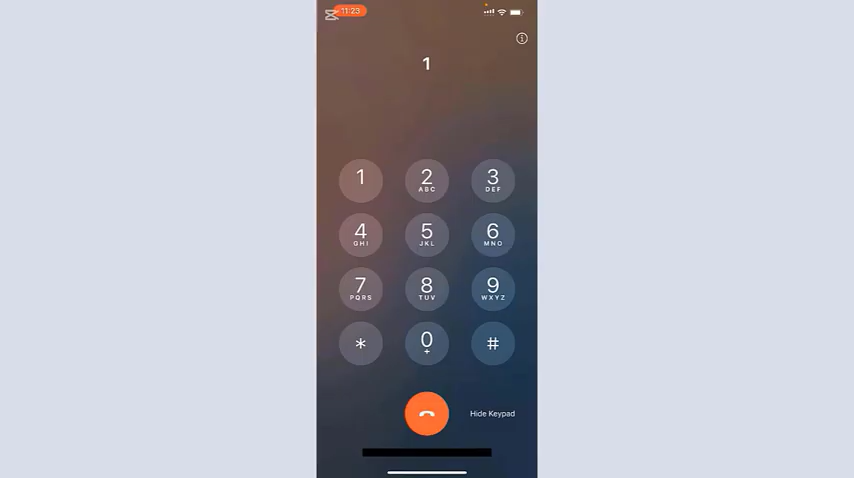 11:23
1
1
2
ABC
3
DEF
4
GHI
5
JKL
6
MNO
7
PQRS
8
TUV
9
WXYZ
*
0
+
#
Hide Keypad